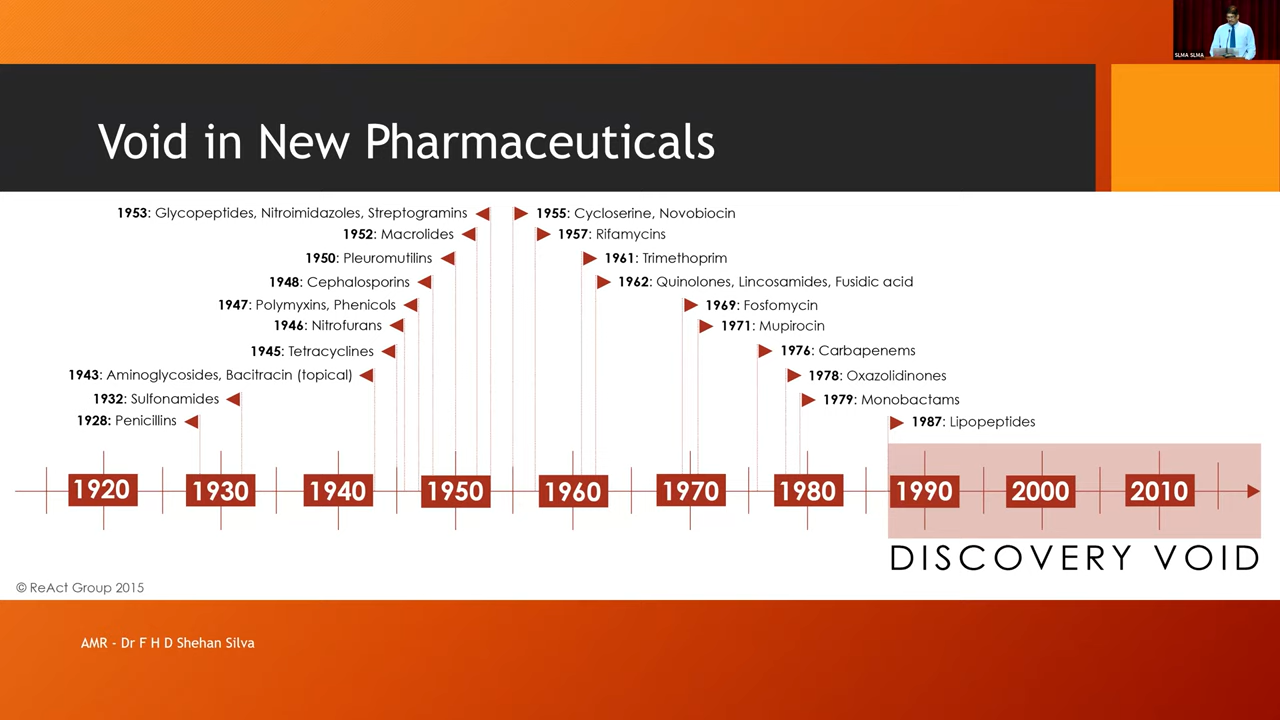 SLMA SLMA
Void in New Pharmaceuticals
1953: Glycopeptides, Nitroimidazoles, Streptogramins
1952: Macrolides
1950: Pleuromutilins
1948: Cephalosporins
1947: Polymyxins, Phenicols
1946: Nitrofurans
1945: Tetracyclines
1943: Aminoglycosides, Bacitracin (topical)
1932: Sulfonamides
1928: Penicillins
1955: Cycloserine, Novobiocin
1957: Rifamycins
1961: Trimethoprim
1962: Quinolones, Lincosamides, Fusidic acid
1969: Fosfomycin
1971: Mupirocin
1976: Carbapenems
1978: Oxazolidinones
1979: Monobactams
1987: Lipopeptides
1920 1930 1940 1950 1960 1970 1980 1990 2000 2010
DISCOVERY VOID
© ReAct Group 2015
AMR - Dr F H D Shehan Silva